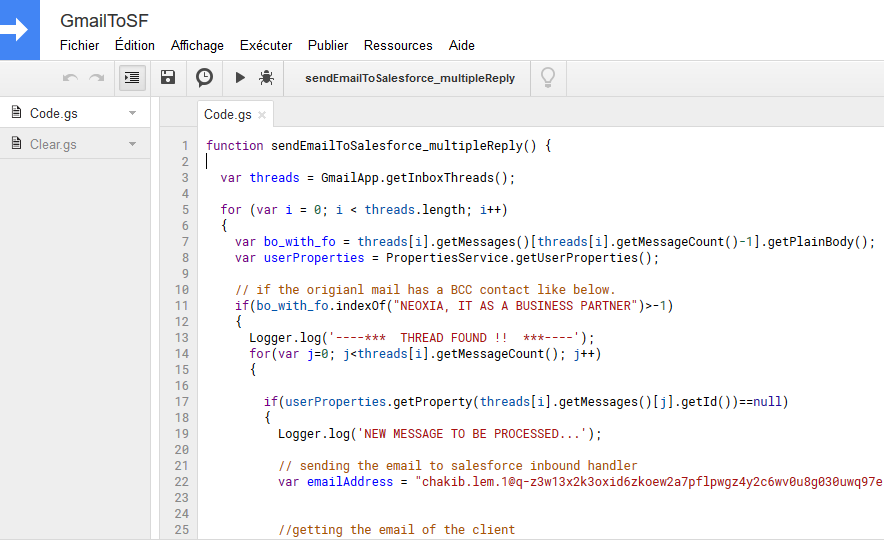 GmailToSF
Fichier Édition Affichage Exécuter Publier Ressources Aide
sendEmailToSalesforce_multipleReply
Code.gs
Clear.gs
Code.gs ×
1 function sendEmailToSalesforce_multipleReply() {
2
3 var threads = GmailApp.getInboxThreads();
4
5 for (var i = 0; i < threads.length; i++)
6 {
7 var bo_with_fo = threads[i].getMessages()[threads[i].getMessageCount()-1].getPlainBody();
8 var userProperties = PropertiesService.getUserProperties();
9
10 // if the origianl mail has a BCC contact like below.
11 if(bo_with_fo.indexOf("NEOXIA, IT AS A BUSINESS PARTNER")>-1)
12 {
13 Logger.log('----*** THREAD FOUND !! ***----');
14 for(var j=0; j<threads[i].getMessageCount(); j++)
15 {
16
17 if(userProperties.getProperty(threads[i].getMessages()[j].getId())==null)
18 {
19 Logger.log('NEW MESSAGE TO BE PROCESSED...');
20
21 // sending the email to salesforce inbound handler
22 var emailAddress = "chakib.lem.1@q-z3w13x2k3oxid6zkoew2a7pflpwgz4y2c6wv0u8g030uwq97e
23
24
25 //getting the email of the client